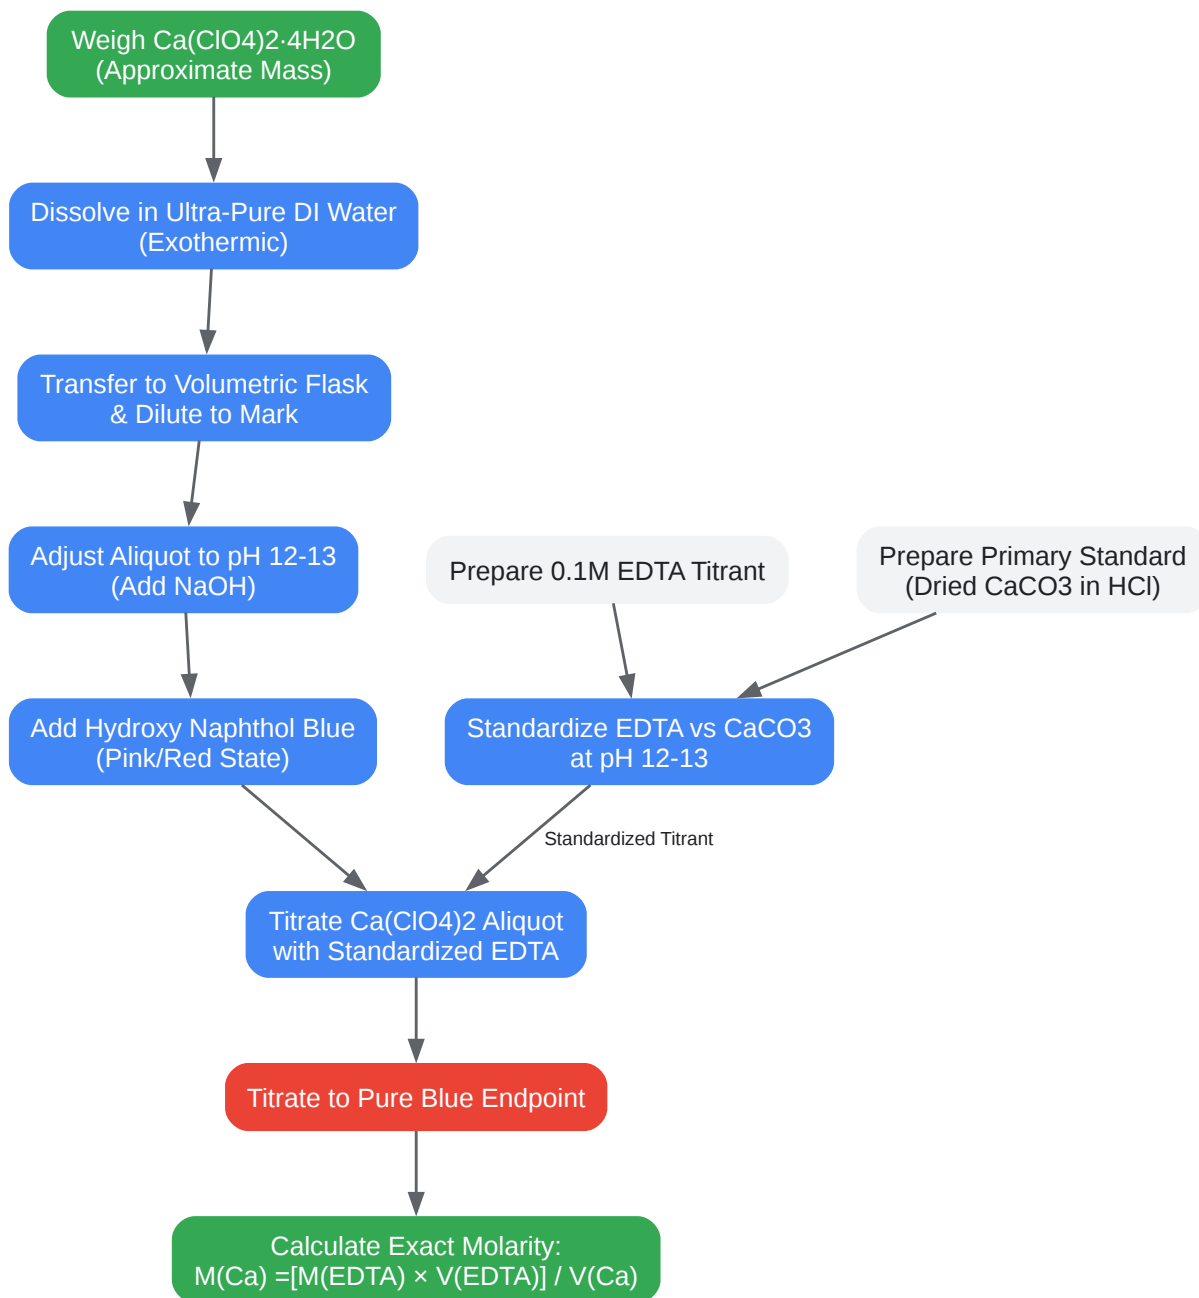 Weigh Ca(ClO4)2·4H2O
(Approximate Mass)
Dissolve in Ultra-Pure DI Water
(Exothermic)
Transfer to Volumetric Flask
& Dilute to Mark
Adjust Aliquot to pH 12-13
(Add NaOH)
Prepare 0.1M EDTA Titrant
Prepare Primary Standard
(Dried CaCO3 in HCl)
Add Hydroxy Naphthol Blue
(Pink/Red State)
Standardize EDTA vs CaCO3
at pH 12-13
Standardized Titrant
Titrate Ca(ClO4)2 Aliquot
with Standardized EDTA
Titrate to Pure Blue Endpoint
Calculate Exact Molarity:
M(Ca) =[M(EDTA) × V(EDTA)] / V(Ca)